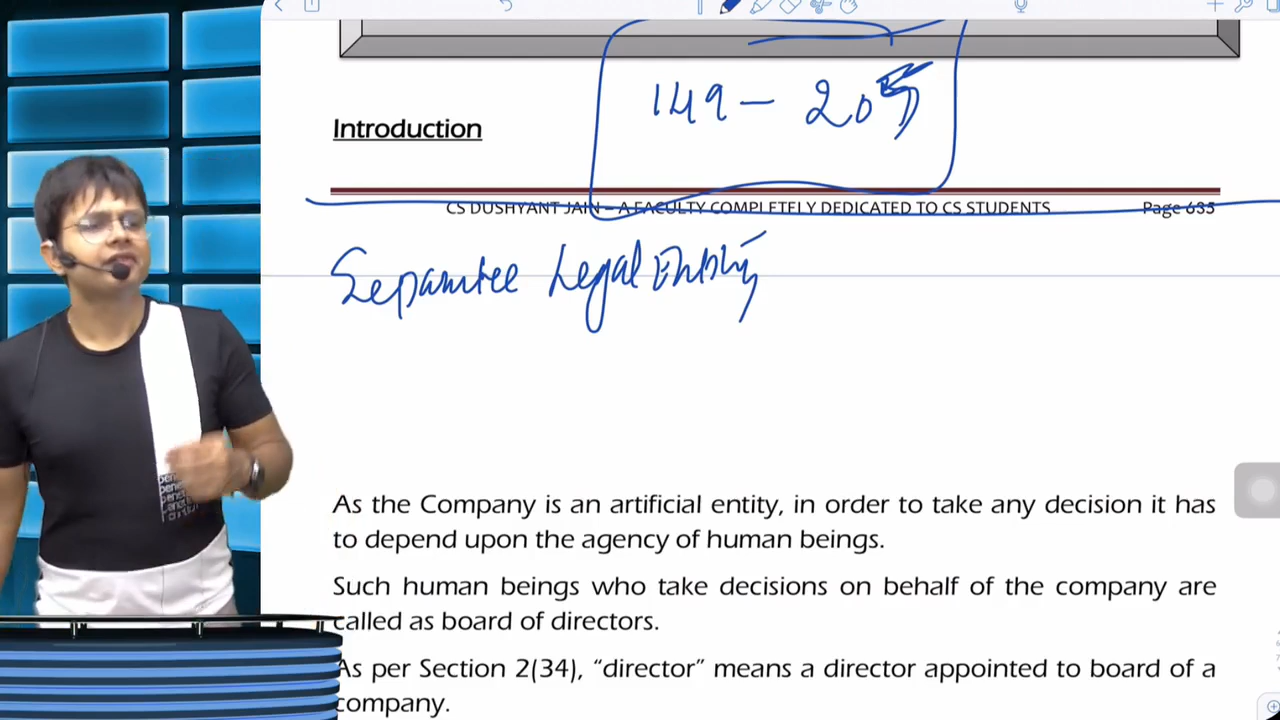 149 – 205
Introduction
CS DUSHYANT JAIN – A FACULTY COMPLETELY DEDICATED TO CS STUDENTS Page 635
Separate Legal Entity
As the Company is an artificial entity, in order to take any decision it has
to depend upon the agency of human beings.
Such human beings who take decisions on behalf of the company are
called as board of directors.
As per Section 2(34), “director” means a director appointed to board of a
company.